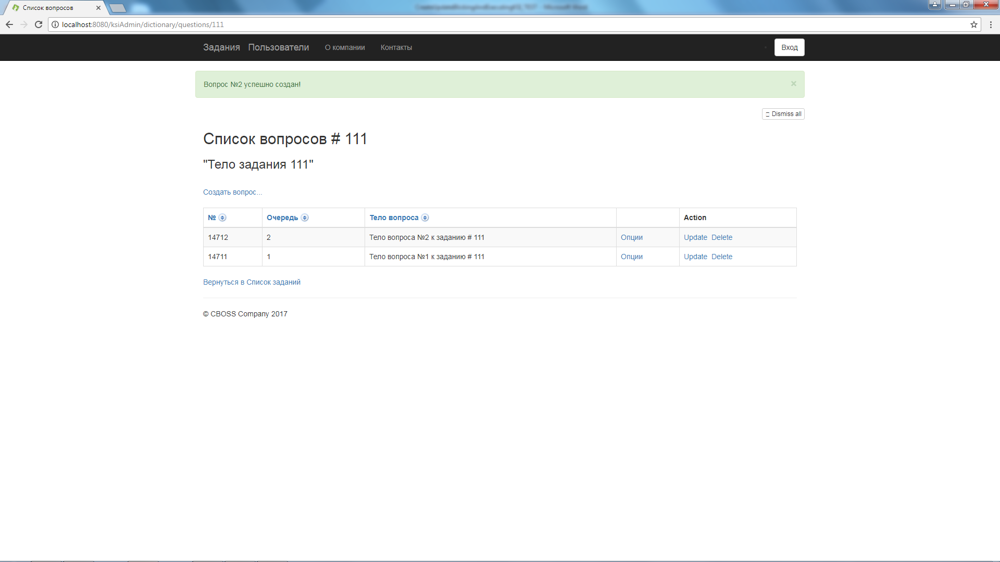 Список вопросов
localhost:8080/ksiAdmin/dictionary/questions/111
Задания Пользователи О компании Контакты Вход
Вопрос №2 успешно создан!
Dismiss all
Список вопросов # 111
"Тело задания 111"
Создать вопрос...
№ Очередь Тело вопроса Action
14712 2 Тело вопроса №2 к заданию # 111 Опции Update Delete
14711 1 Тело вопроса №1 к заданию # 111 Опции Update Delete
Вернуться в Список заданий
© CBOSS Company 2017